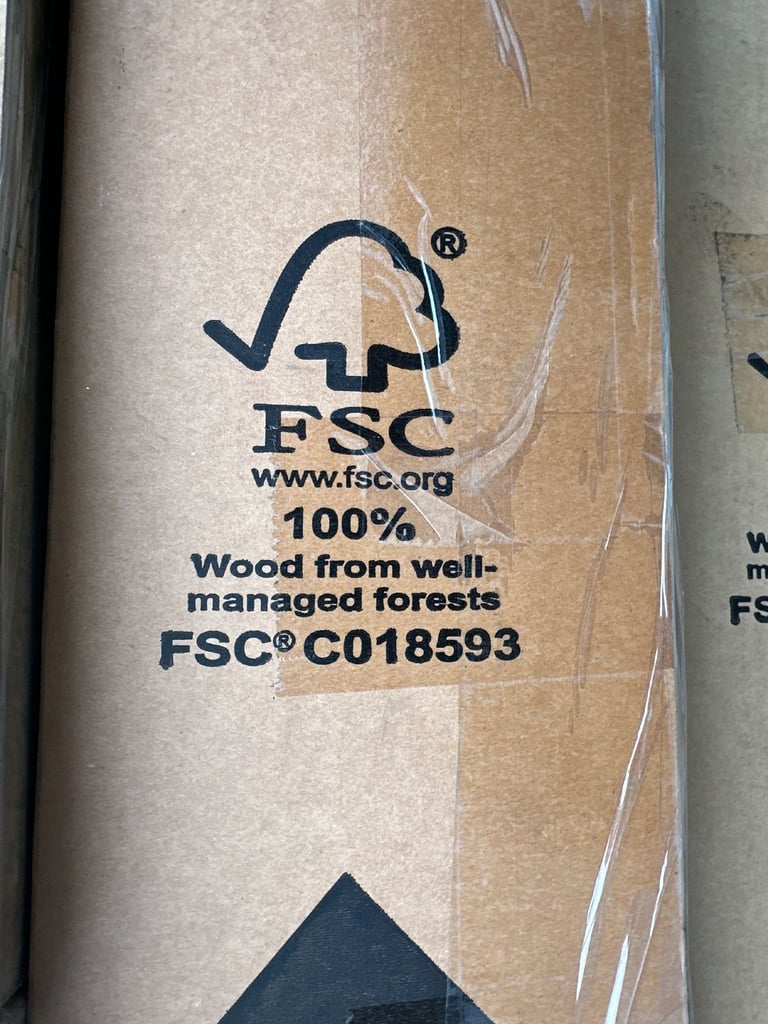 ®
FSC
www.fsc.org
100%
Wood from well-
managed forests
FSC® C018593